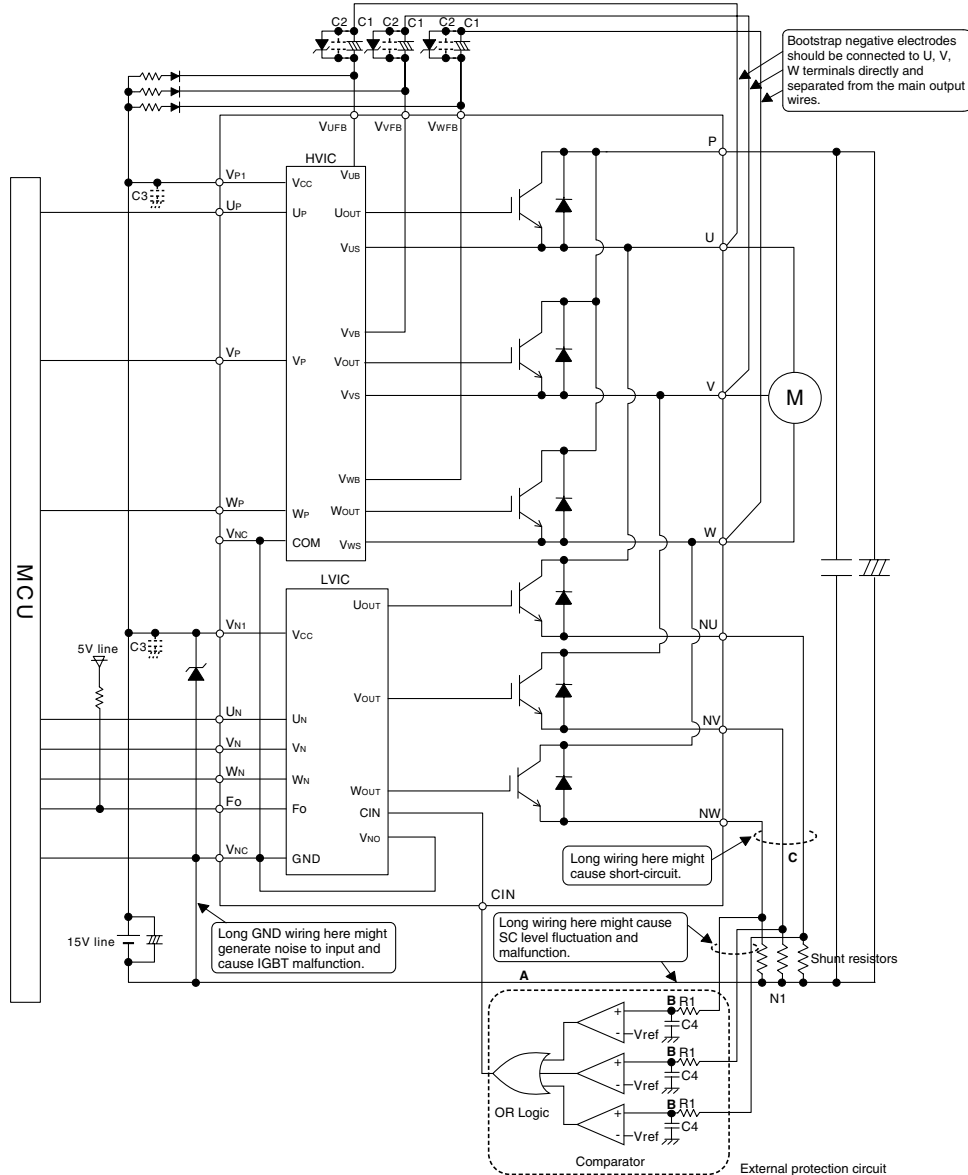 C2 C1 C2 C1 C2 C1
Bootstrap negative electrodes
should be connected to U, V,
W terminals directly and
separated from the main output
wires.
VUFB VVFB VWFB
P
HVIC
VP1
C3
VCC
VUB
UP
UP
UOUT
U
VUS
VVB
VP
VP
VOUT
V
VVS
M
VWB
WP
WP
WOUT
W
VNC
COM
VWS
MCU
LVIC
UOUT
VN1
VCC
C3
5V line
NU
VOUT
UN
UN
NV
VN
VN
WN
WN
WOUT
FO
FO
CIN
NW
VNO
VNC
GND
Long wiring here might
cause short-circuit.
C
CIN
15V line
Long GND wiring here might
generate noise to input and
cause IGBT malfunction.
Long wiring here might cause
SC level fluctuation and
malfunction.
Shunt resistors
A
N1
B R1
+
C4
- Vref
B R1
+
C4
- Vref
OR Logic
B R1
+
C4
- Vref
Comparator
External protection circuit